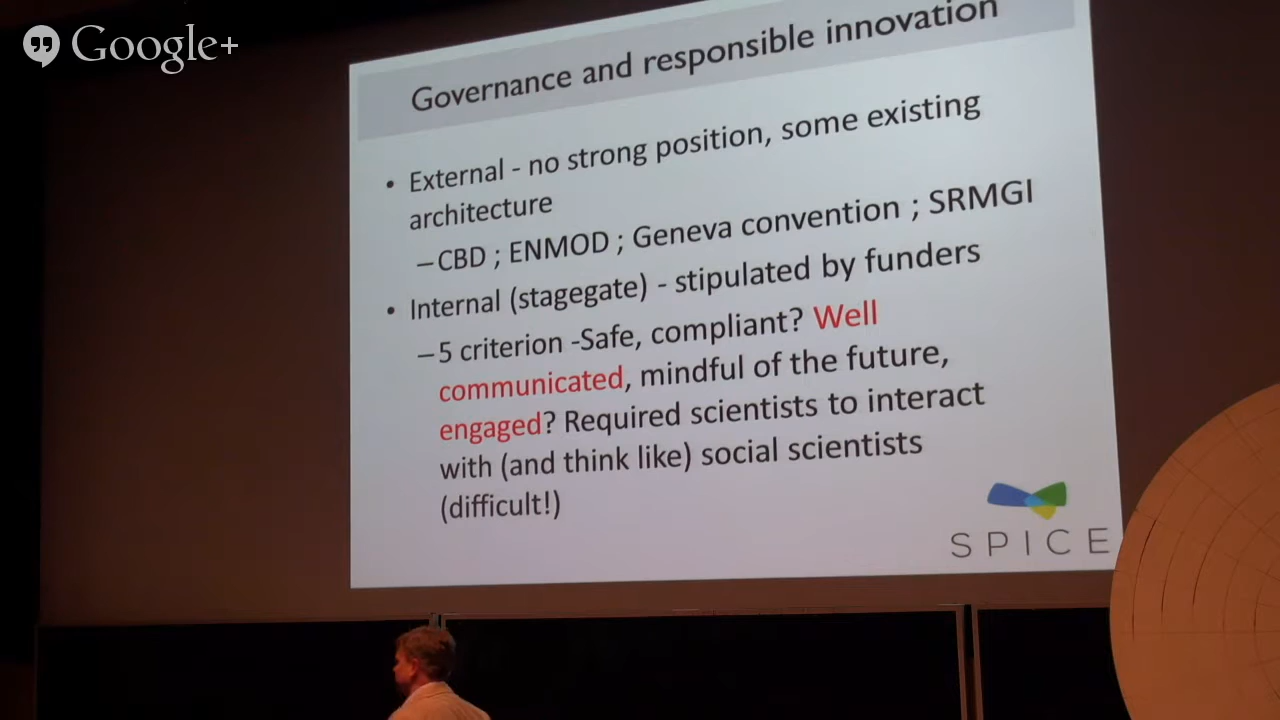 Google+
Governance and responsible innovation
• External - no strong position, some existing
architecture
–CBD ; ENMOD ; Geneva convention ; SRMGI
• Internal (stagegate) - stipulated by funders
–5 criterion -Safe, compliant? Well
communicated, mindful of the future,
engaged? Required scientists to interact
with (and think like) social scientists
(difficult!)
SPICE